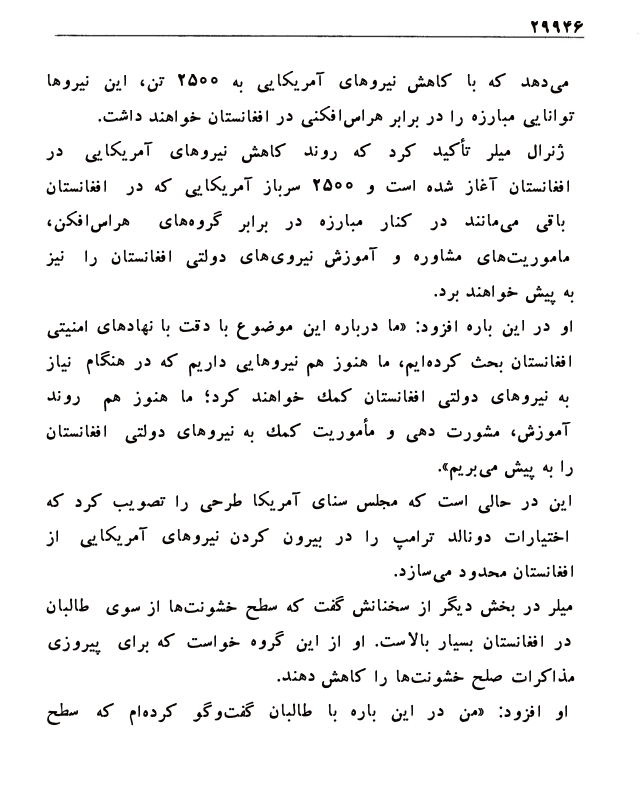 ۲۹۹۴۶
می‌دهد که با کاهش نیروهای آمریکایی به ۲۵۰۰ تن، این نیروها
توانایی مبارزه را در برابر هراس‌افکنی در افغانستان خواهند داشت.
ژنرال میلر تأکید کرد که روند کاهش نیروهای آمریکایی در
افغانستان آغاز شده است و ۲۵۰۰ سرباز آمریکایی که در افغانستان
باقی می‌مانند در کنار مبارزه در برابر گروه‌های هراس‌افکن،
ماموریت‌های مشاوره و آموزش نیروی‌های دولتی افغانستان را نیز
به پیش خواهند برد.
او در این باره افزود: «ما درباره این موضوع با دقت با نهادهای امنیتی
افغانستان بحث کرده‌ایم، ما هنوز هم نیروهایی داریم که در هنگام نیاز
به نیروهای دولتی افغانستان کمك خواهند کرد؛ ما هنوز هم روند
آموزش، مشورت دهی و مأموریت کمك به نیروهای دولتی افغانستان
را به پیش می‌بریم».
این در حالی است که مجلس سنای آمریکا طرحی را تصویب کرد که
اختیارات دونالد ترامپ را در بیرون کردن نیروهای آمریکایی از
افغانستان محدود می‌سازد.
میلر در بخش دیگر از سخنانش گفت که سطح خشونت‌ها از سوی طالبان
در افغانستان بسیار بالاست. او از این گروه خواست که برای پیروزی
مذاکرات صلح خشونت‌ها را کاهش دهند.
او افزود: «من در این باره با طالبان گفت‌وگو کرده‌ام که سطح